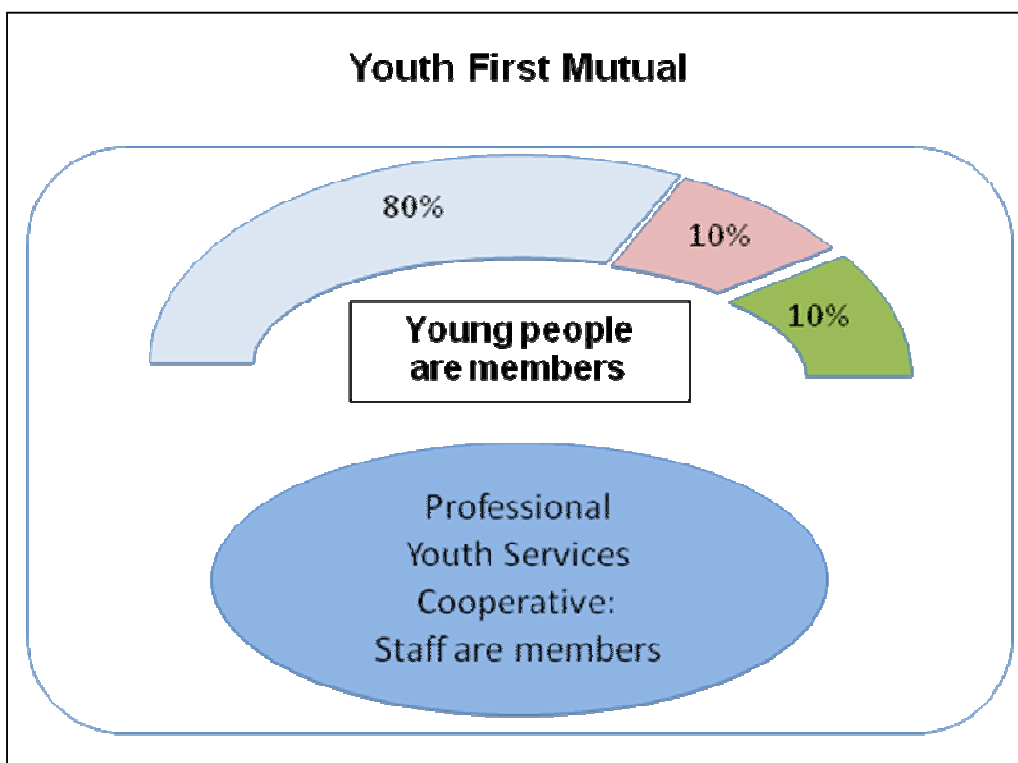 Youth First Mutual
80%
10%
10%
Young people
are members
Professional
Youth Services
Cooperative:
Staff are members